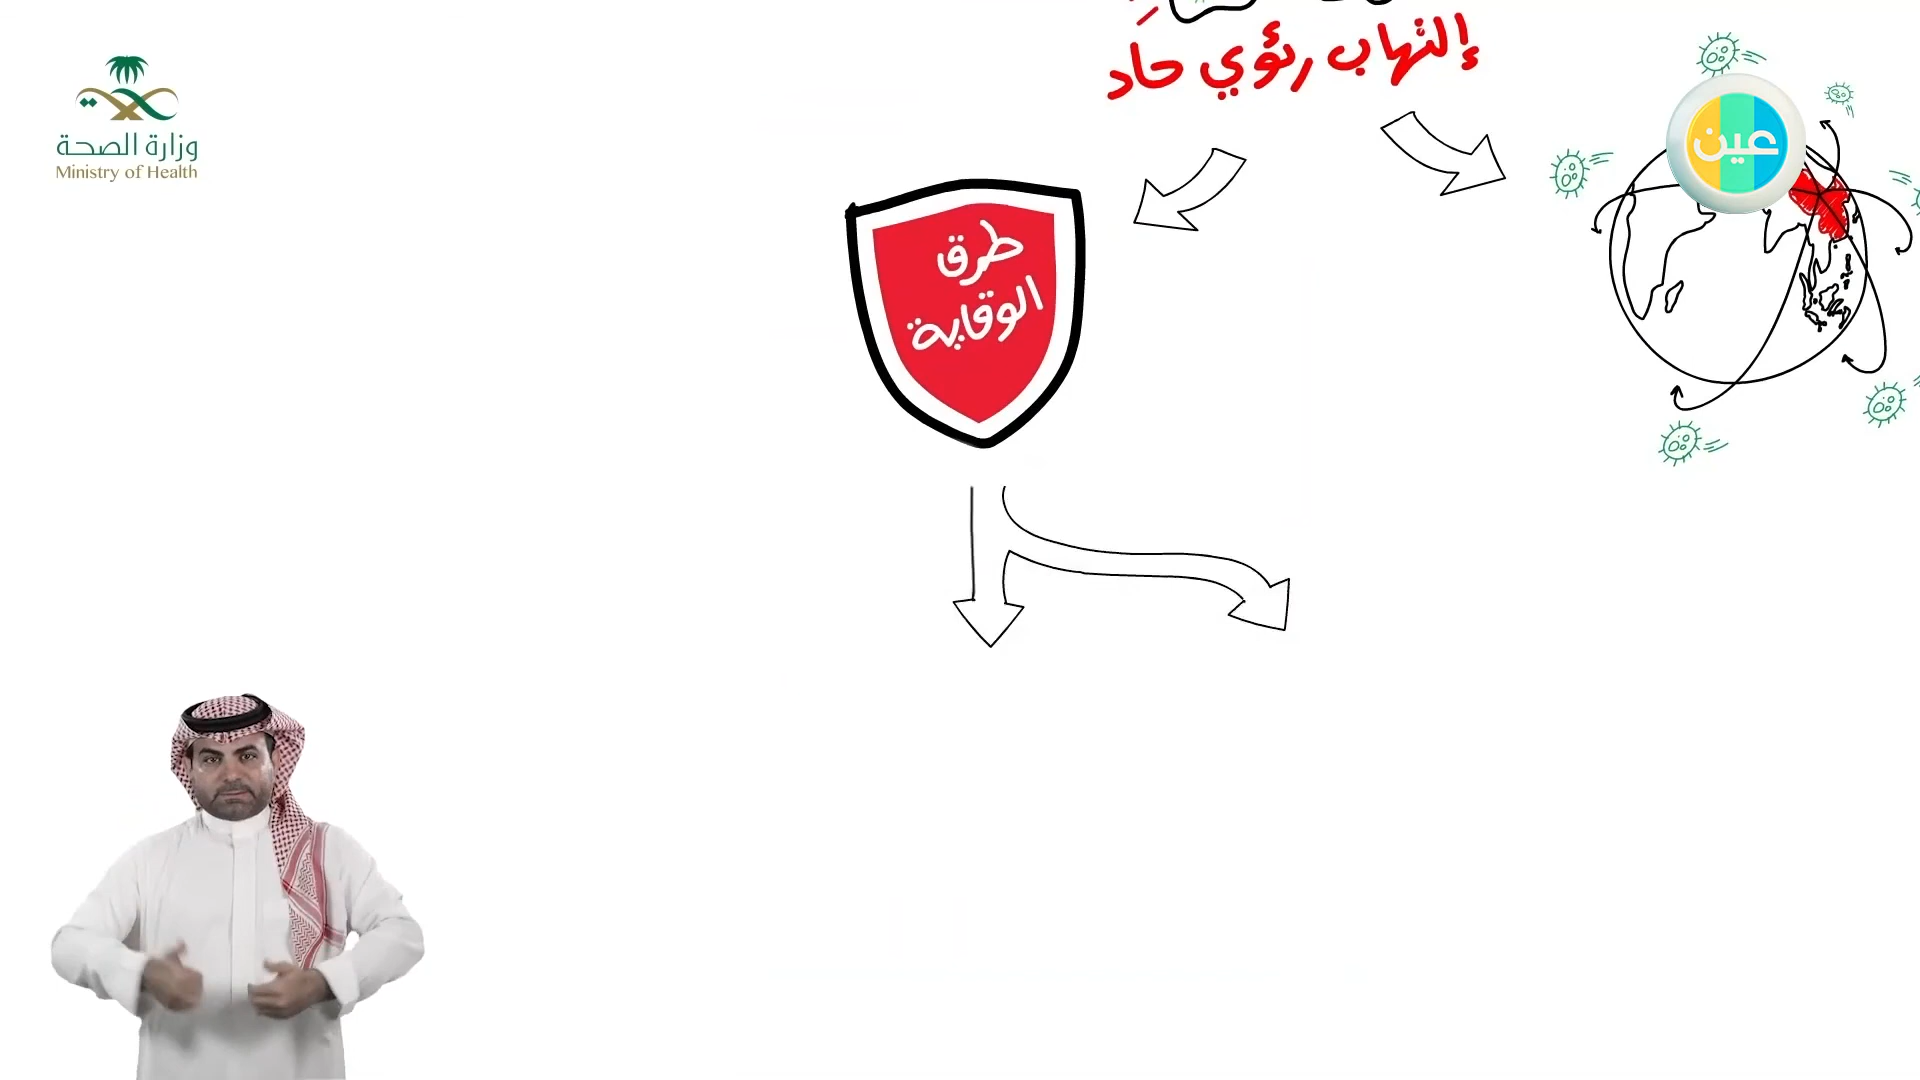 إلتهاب رئوي حاد
وزارة الصحة
Ministry of Health
عين
طرق
الوقاية